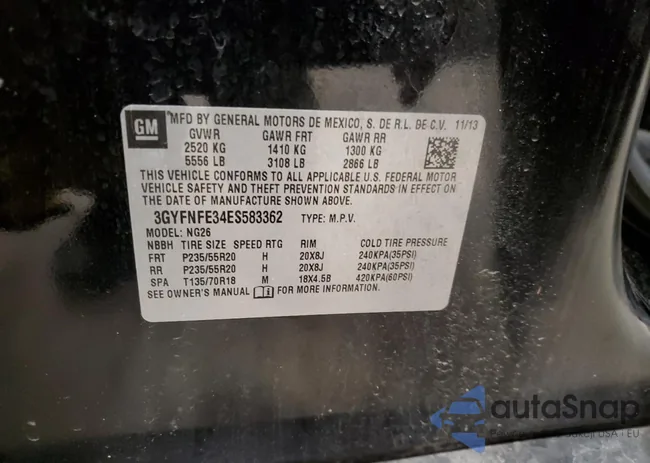 GM
MFD BY GENERAL MOTORS DE MEXICO, S. DE R.L. DE C.V. 11/13
GVWR GAWR FRT GAWR RR
2520 KG 1410 KG 1300 KG
5556 LB 3108 LB 2866 LB
THIS VEHICLE CONFORMS TO ALL APPLICABLE U.S. FEDERAL MOTOR
VEHICLE SAFETY AND THEFT PREVENTION STANDARDS IN EFFECT ON
THE DATE OF MANUFACTURE SHOWN ABOVE.
3GYFNFE34ES583362 TYPE: M.P.V.
MODEL: NG26
NBBH TIRE SIZE SPEED RTG RIM COLD TIRE PRESSURE
FRT P235/55R20 H 20X8J 240KPA(35PSI)
RR P235/55R20 H 20X8J 240KPA(35PSI)
SPA T135/70R18 M 18X4.5B 420KPA(60PSI)
SEE OWNER'S MANUAL FOR MORE INFORMATION.
autoSnap
USA - EU